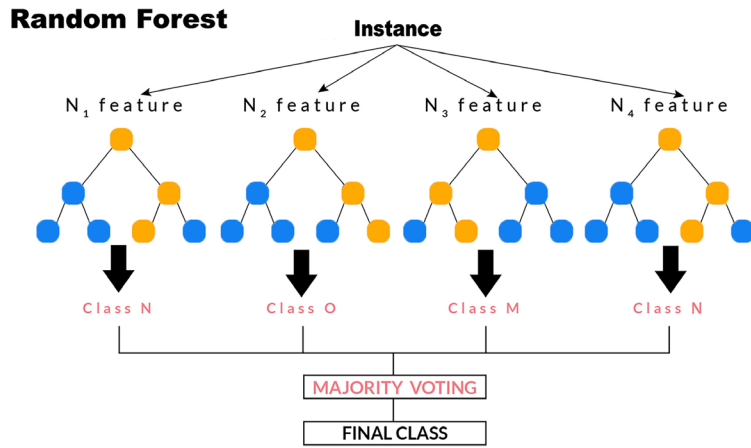 Random Forest
Instance
N1 feature
N2 feature
N3 feature
N4 feature
Class N
Class O
Class M
Class N
MAJORITY VOTING
FINAL CLASS